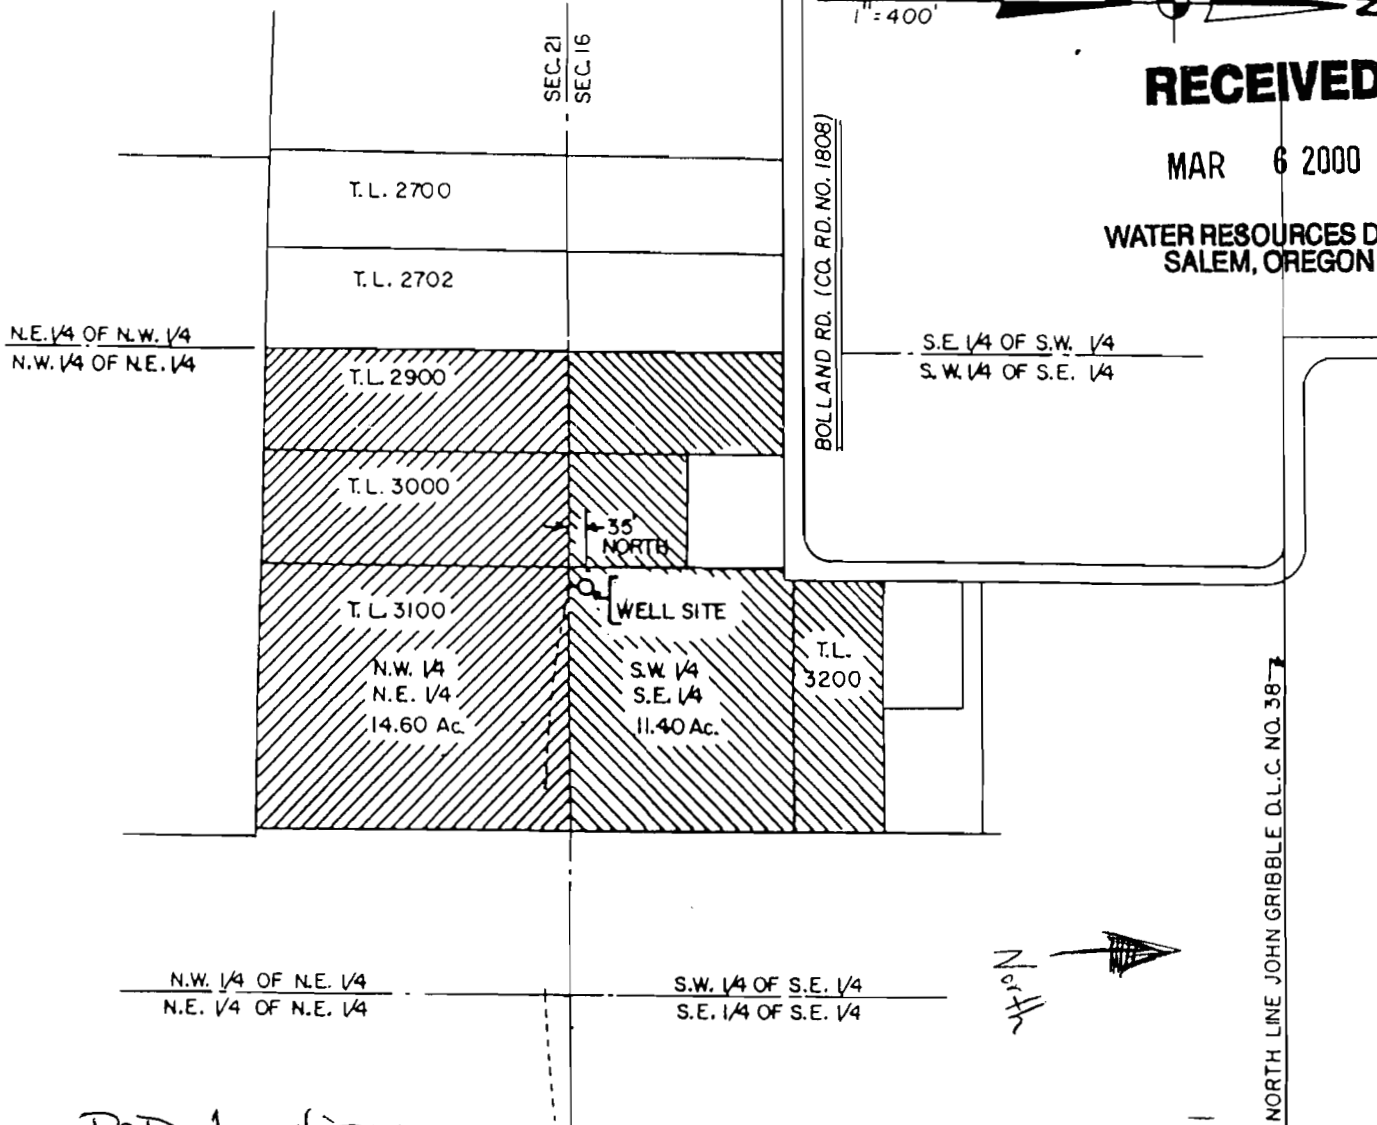 1"=400'
RECEIVED
MAR 6 2000
WATER RESOURCES D
SALEM, OREGON
SEC. 21
SEC. 16
BOLLAND RD. (CO. RD. NO. 1808)
T.L. 2700
T.L. 2702
N.E. 1/4 OF N.W. 1/4
N.W. 1/4 OF N.E. 1/4
S.E. 1/4 OF S.W. 1/4
S.W. 1/4 OF S.E. 1/4
T.L. 2900
T.L. 3000
35'
NORTH
T.L. 3100
WELL SITE
N.W. 1/4
N.E. 1/4
14.60 Ac.
S.W. 1/4
S.E. 1/4
11.40 Ac.
T.L.
3200
NORTH LINE JOHN GRIBBLE D.L.C. NO. 38
North
N.W. 1/4 OF N.E. 1/4
N.E. 1/4 OF N.E. 1/4
S.W. 1/4 OF S.E. 1/4
S.E. 1/4 OF S.E. 1/4